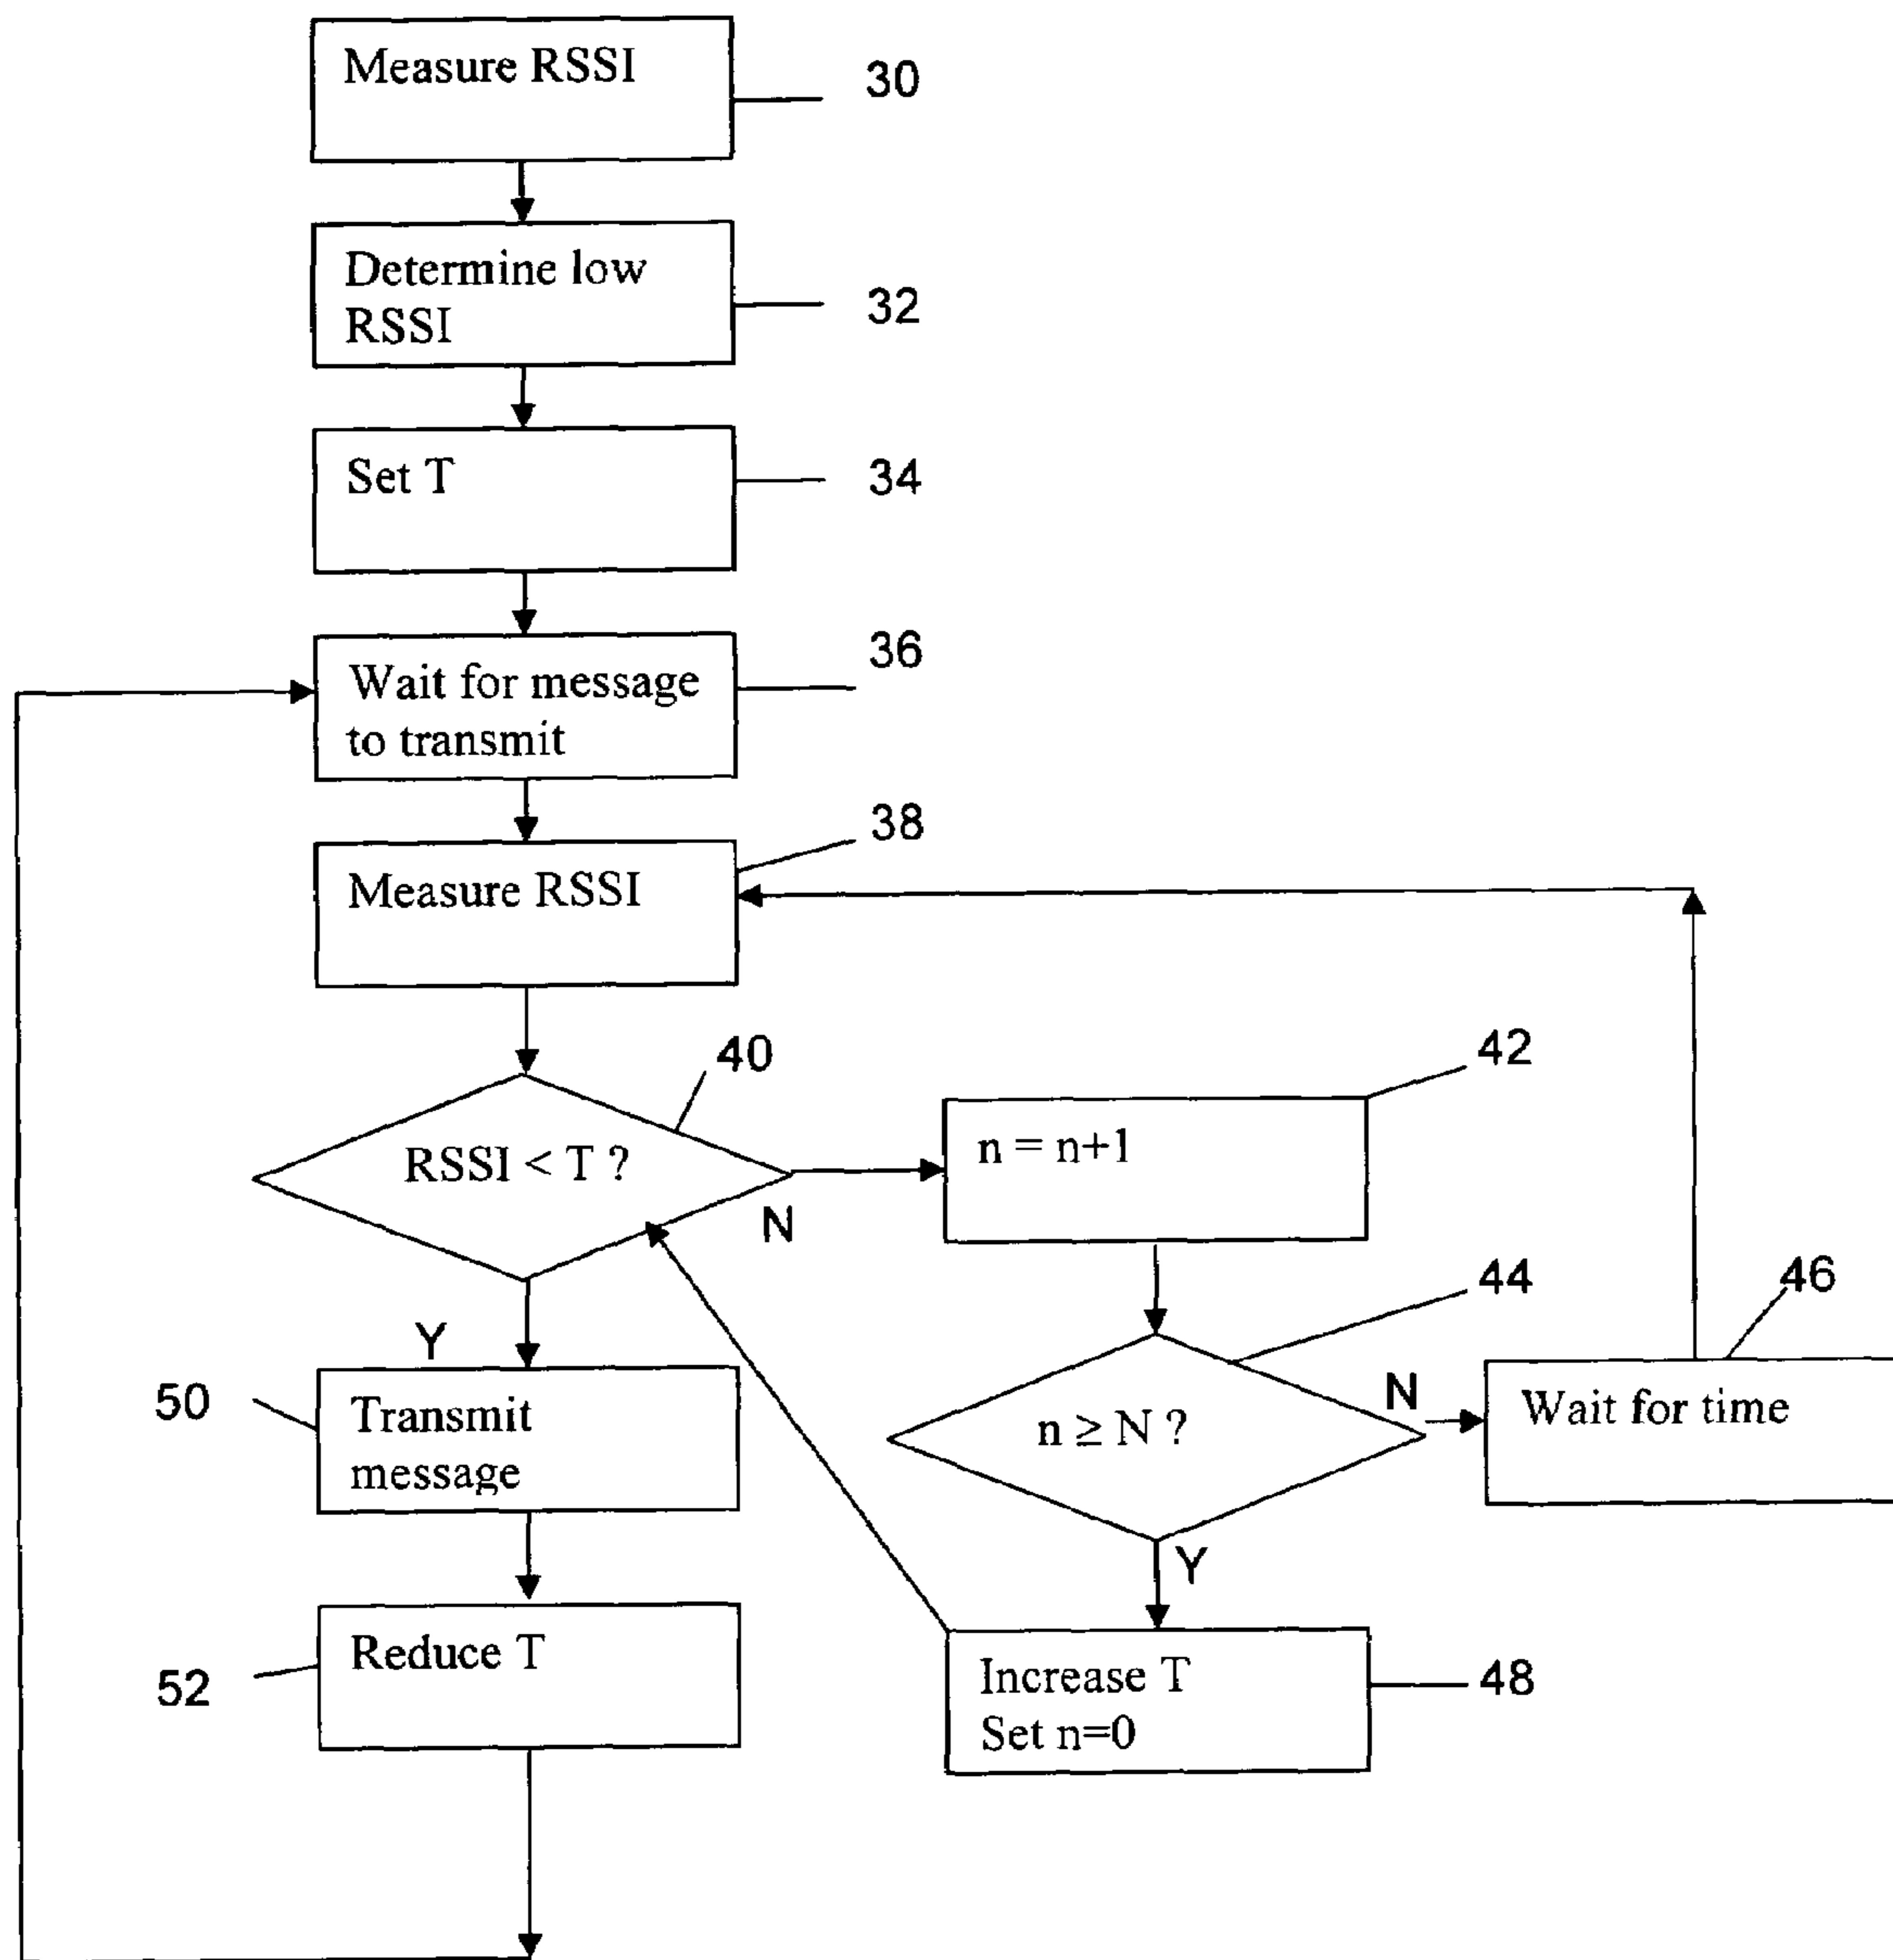 Measure RSSI
30
Determine low
RSSI
32
Set T
34
Wait for message
to transmit
36
Measure RSSI
38
RSSI < T ?
40
N
Y
n = n+1
42
n ≥ N ?
44
N
Y
Wait for time
46
Transmit
message
50
Increase T
Set n=0
48
Reduce T
52